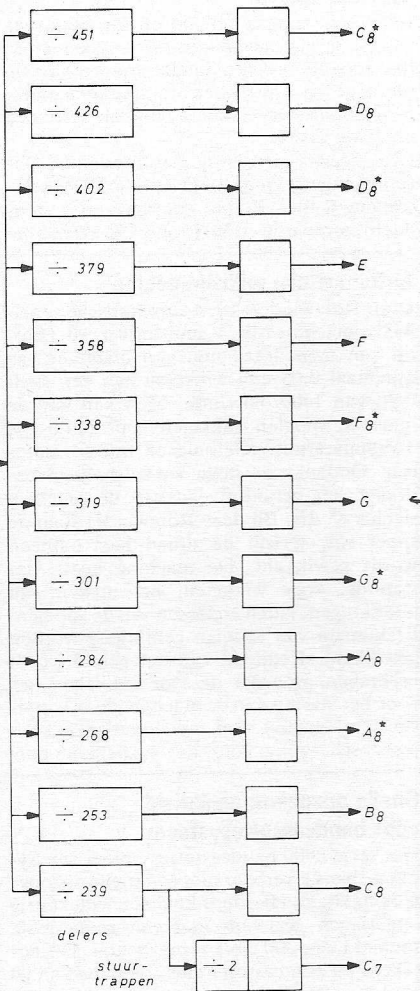 ÷ 451 C8*
÷ 426 D8
÷ 402 D8*
÷ 379 E
÷ 358 F
÷ 338 F8*
÷ 319 G
÷ 301 G8*
÷ 284 A8
÷ 268 A8*
÷ 253 B8
÷ 239 C8
delers
stuur-
trappen ÷ 2 C7